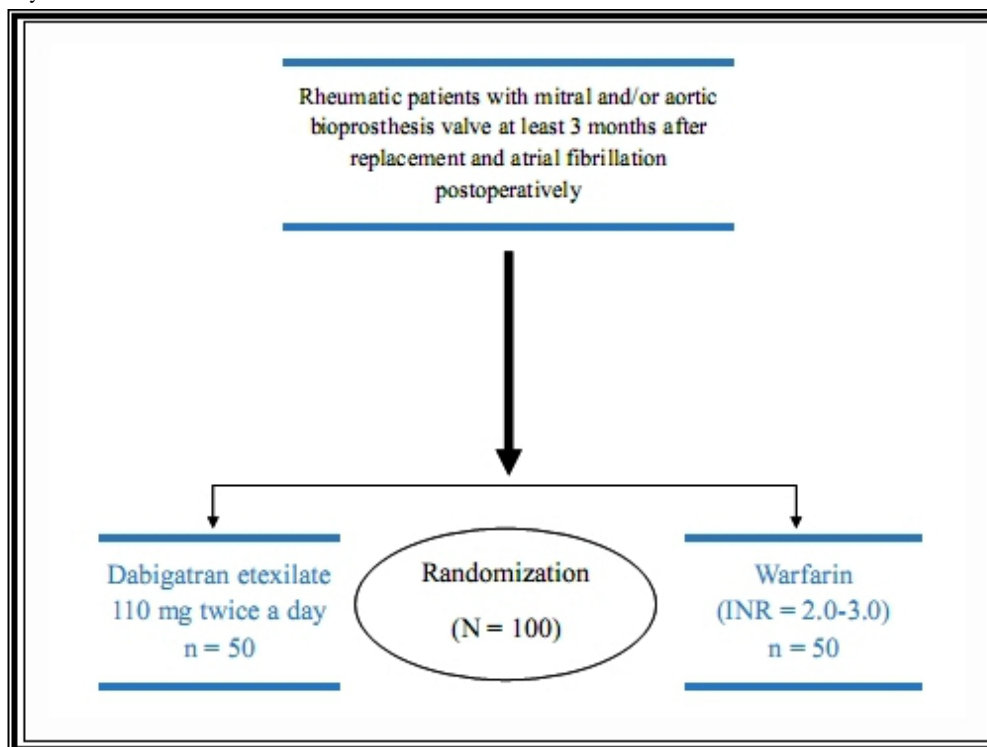 Rheumatic patients with mitral and/or aortic
bioprosthesis valve at least 3 months after
replacement and atrial fibrillation
postoperatively
Dabigatran etexilate
110 mg twice a day
n = 50
Randomization
(N = 100)
Warfarin
(INR = 2.0-3.0)
n = 50